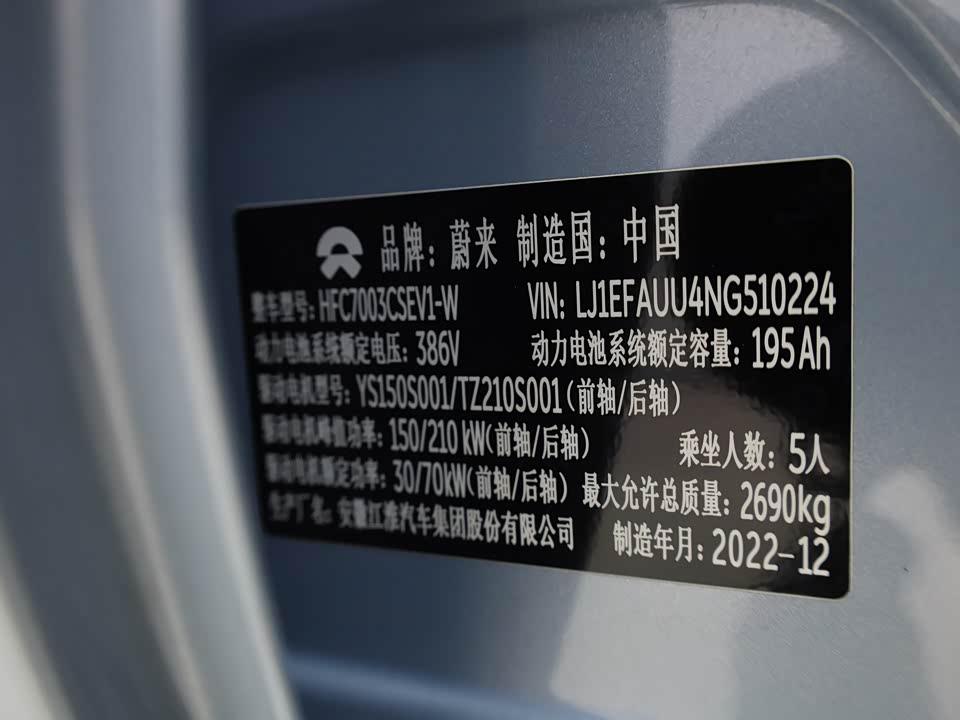 品牌：蔚来 制造国：中国
整车型号：HFC7003CSEV1-W VIN: LJ1EFAUU4NG510224
动力电池系统额定电压：386V 动力电池系统额定容量：195Ah
驱动电机型号：YS150S001/TZ210S001(前轴/后轴)
驱动电机峰值功率：150/210 kW(前轴/后轴) 乘坐人数：5人
驱动电机额定功率：30/70kW(前轴/后轴) 最大允许总质量：2690kg
生产厂名：安徽江淮汽车集团股份有限公司 制造年月：2022-12